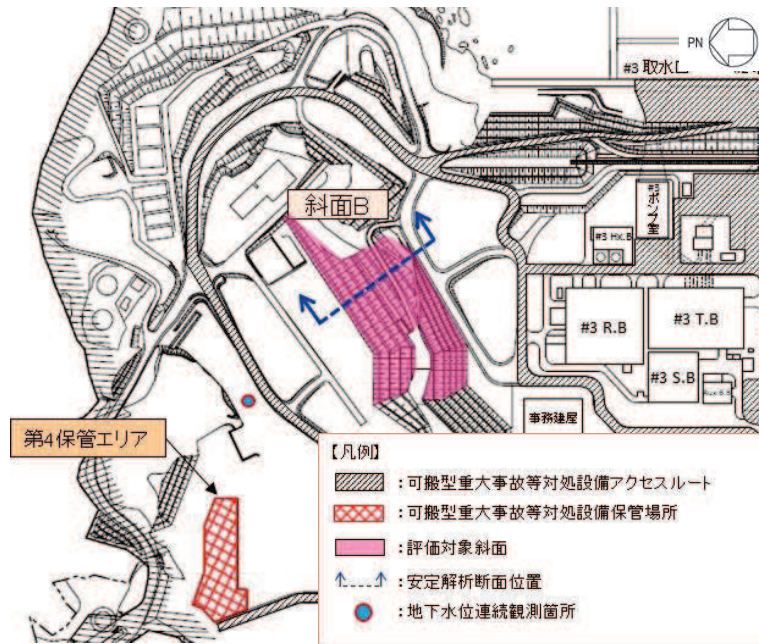 PN
#3 取水口
斜面B
#3
ポンプ室
#3 Hx.B
#3 R.B
#3 T.B
#3 S.B
事務建屋
第4保管エリア
【凡例】
：可搬型重大事故等対処設備アクセスルート
：可搬型重大事故等対処設備保管場所
：評価対象斜面
：安定解析断面位置
：地下水位連続観測箇所